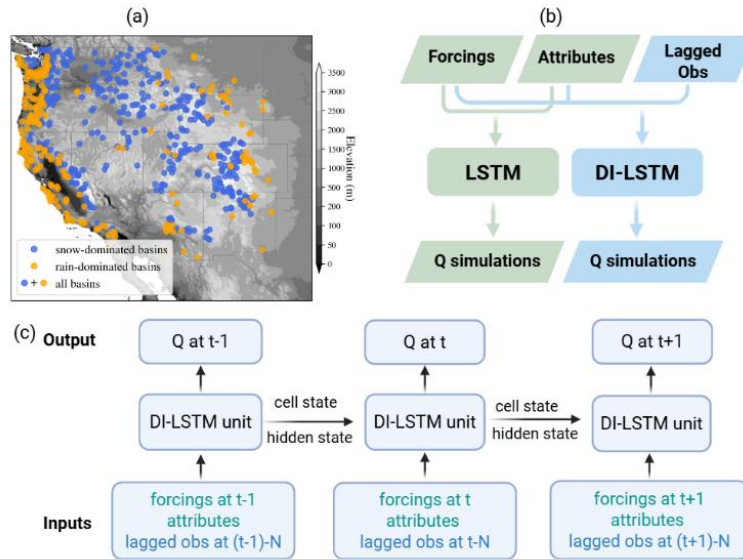 (a)
3500
3000
2500
2000
1500
1000
500
350
200
150
100
50
0
Elevation (m)
snow-dominated basins
rain-dominated basins
+ all basins
(b)
Forcings
Attributes
Lagged
Obs
LSTM
DI-LSTM
Q simulations
Q simulations
(c)
Output
Q at t-1
Q at t
Q at t+1
DI-LSTM unit
cell state
hidden state
DI-LSTM unit
cell state
hidden state
DI-LSTM unit
Inputs
forcings at t-1
attributes
lagged obs at (t-1)-N
forcings at t
attributes
lagged obs at t-N
forcings at t+1
attributes
lagged obs at (t+1)-N